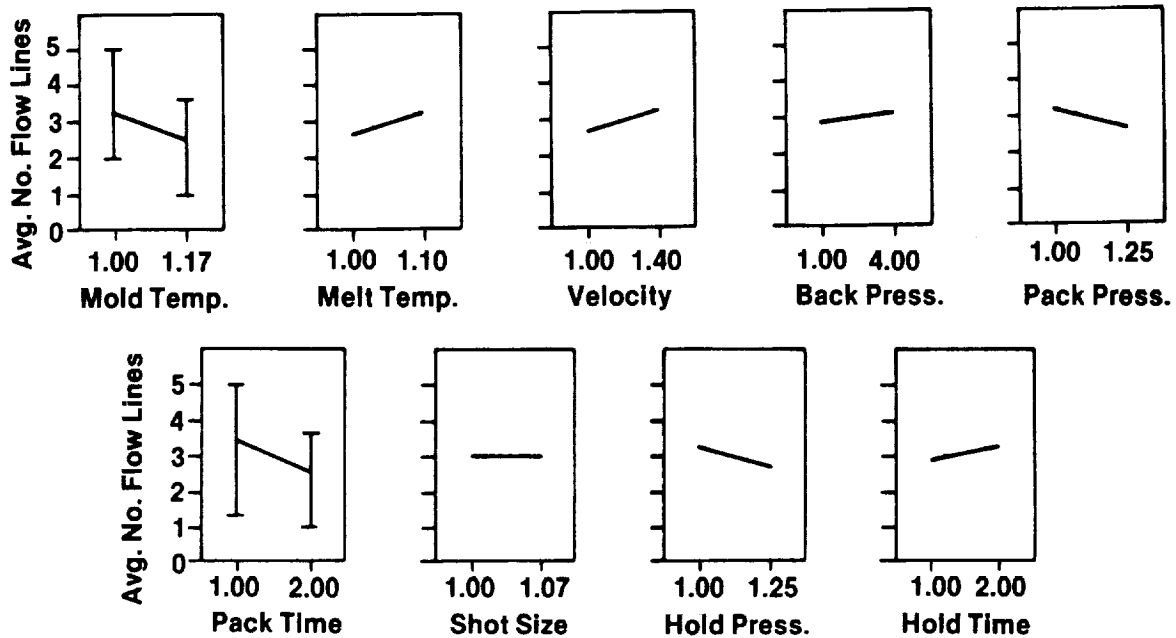 Avg. No. Flow Lines
5
4
3
2
1
0
1.00 1.17
Mold Temp.
1.00 1.10
Melt Temp.
1.00 1.40
Velocity
1.00 4.00
Back Press.
1.00 1.25
Pack Press.
Avg. No. Flow Lines
5
4
3
2
1
0
1.00 2.00
Pack Time
1.00 1.07
Shot Size
1.00 1.25
Hold Press.
1.00 2.00
Hold Time